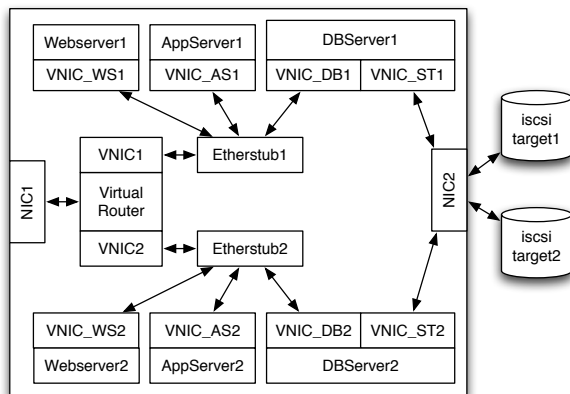 Webserver1
VNIC_WS1
AppServer1
VNIC_AS1
DBServer1
VNIC_DB1
VNIC_ST1
iscsi
target1
VNIC1
Etherstub1
NIC1
Virtual
Router
NIC2
VNIC2
Etherstub2
iscsi
target2
VNIC_WS2
Webserver2
VNIC_AS2
AppServer2
VNIC_DB2
VNIC_ST2
DBServer2